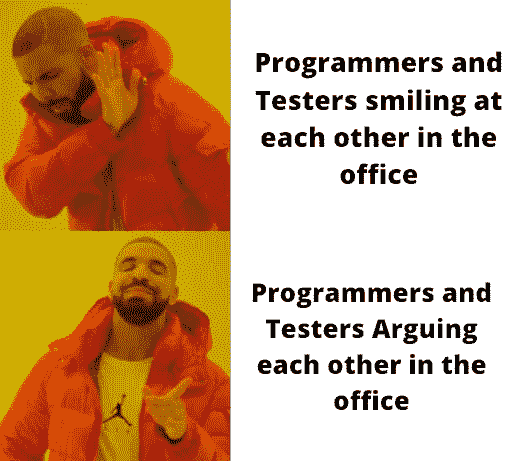 Programmers and
Testers smiling at
each other in the
office
Programmers and
Testers Arguing
each other in the
office